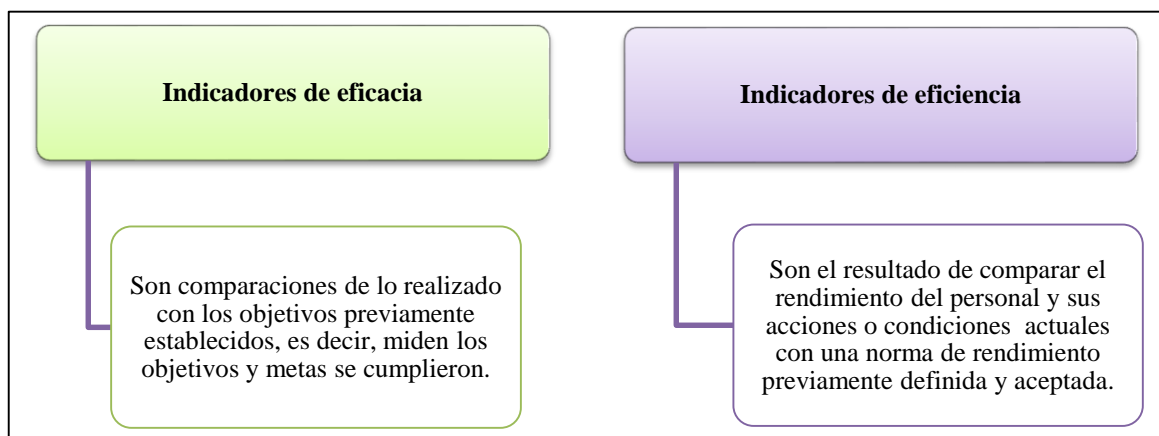 Indicadores de eficacia
Son comparaciones de lo realizado
con los objetivos previamente
establecidos, es decir, miden los
objetivos y metas se cumplieron.
Indicadores de eficiencia
Son el resultado de comparar el
rendimiento del personal y sus
acciones o condiciones  actuales
con una norma de rendimiento
previamente definida y aceptada.